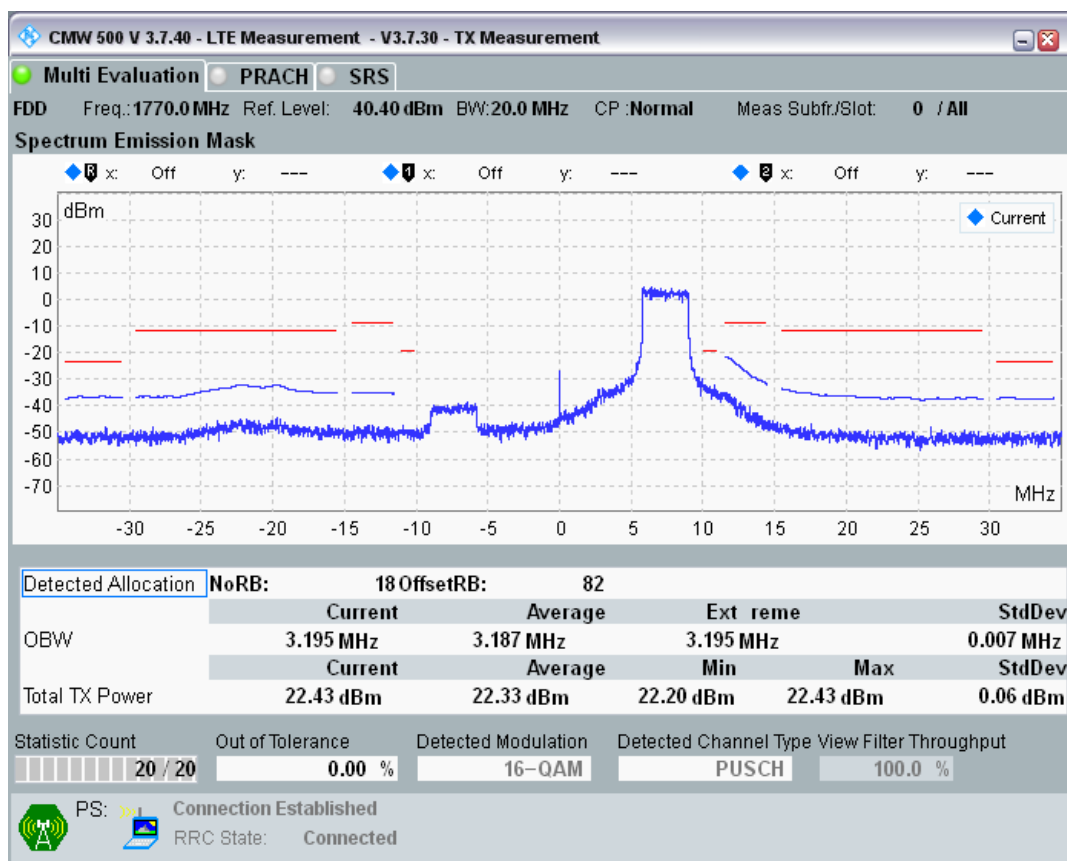 CMW 500 V 3.7.40 - LTE Measurement - V3.7.30 - TX Measurement
Multi Evaluation PRACH SRS
FDD Freq.: 1770.0 MHz Ref. Level: 40.40 dBm BW: 20.0 MHz CP : Normal Meas Subfr./Slot: 0 / All
Spectrum Emission Mask
R x: Off y: --- 1 x: Off y: --- 2 x: Off y: ---
dBm
Current
30
20
10
0
-10
-20
-30
-40
-50
-60
-70
MHz
-30 -25 -20 -15 -10 -5 0 5 10 15 20 25 30
Detected Allocation NoRB: 18 OffsetRB: 82
Current Average Ext reme StdDev
OBW 3.195 MHz 3.187 MHz 3.195 MHz 0.007 MHz
Current Average Min Max StdDev
Total TX Power 22.43 dBm 22.33 dBm 22.20 dBm 22.43 dBm 0.06 dBm
Statistic Count Out of Tolerance Detected Modulation Detected Channel Type View Filter Throughput
20 / 20 0.00 % 16-QAM PUSCH 100.0 %
PS: Connection Established
RRC State: Connected